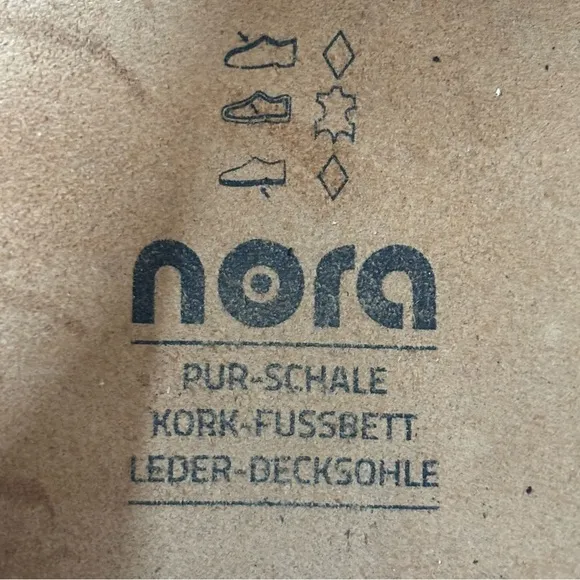 nora
PUR-SCHALE
KORK-FUSSBETT
LEDER-DECKSOHLE